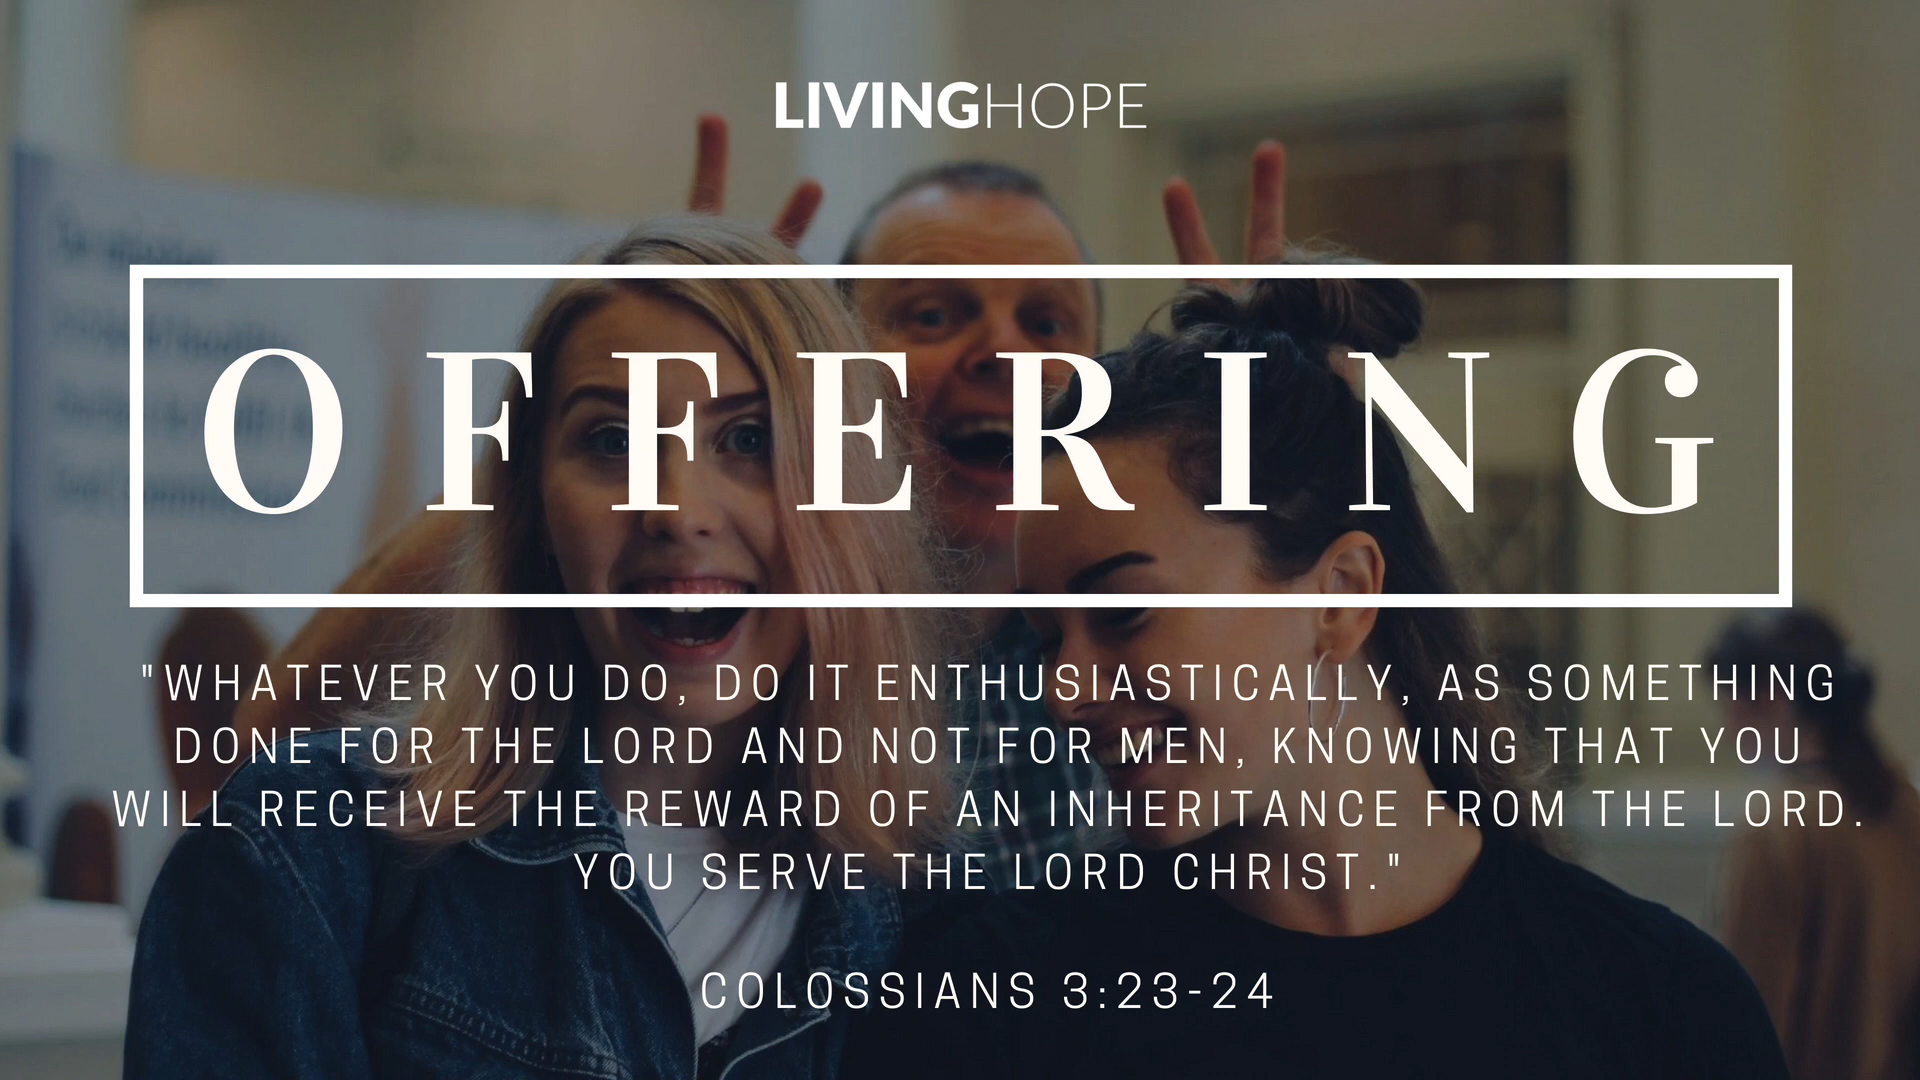 LIVINGHOPE
OFFERING
"WHATEVER YOU DO, DO IT ENTHUSIASTICALLY, AS SOMETHING
DONE FOR THE LORD AND NOT FOR MEN, KNOWING THAT YOU
WILL RECEIVE THE REWARD OF AN INHERITANCE FROM THE LORD.
YOU SERVE THE LORD CHRIST."
COLOSSIANS 3:23-24